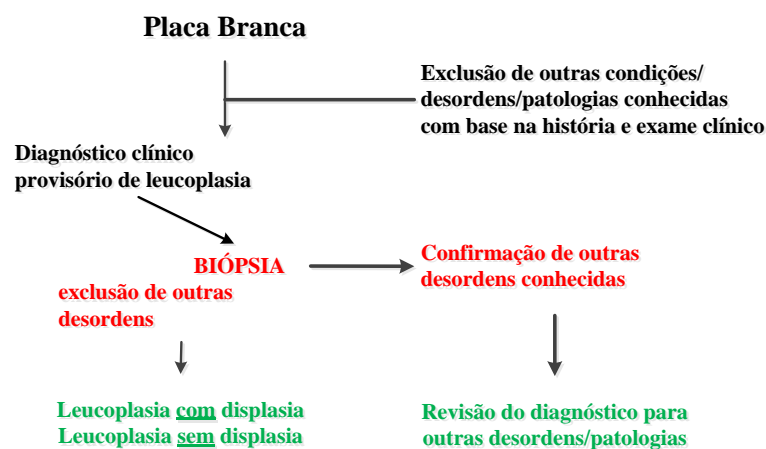 Placa Branca
Exclusão de outras condições/
desordens/patologias conhecidas
com base na história e exame clínico
Diagnóstico clínico
provisório de leucoplasia
BIÓPSIA
exclusão de outras
desordens
Confirmação de outras
desordens conhecidas
Leucoplasia com displasia
Leucoplasia sem displasia
Revisão do diagnóstico para
outras desordens/patologias